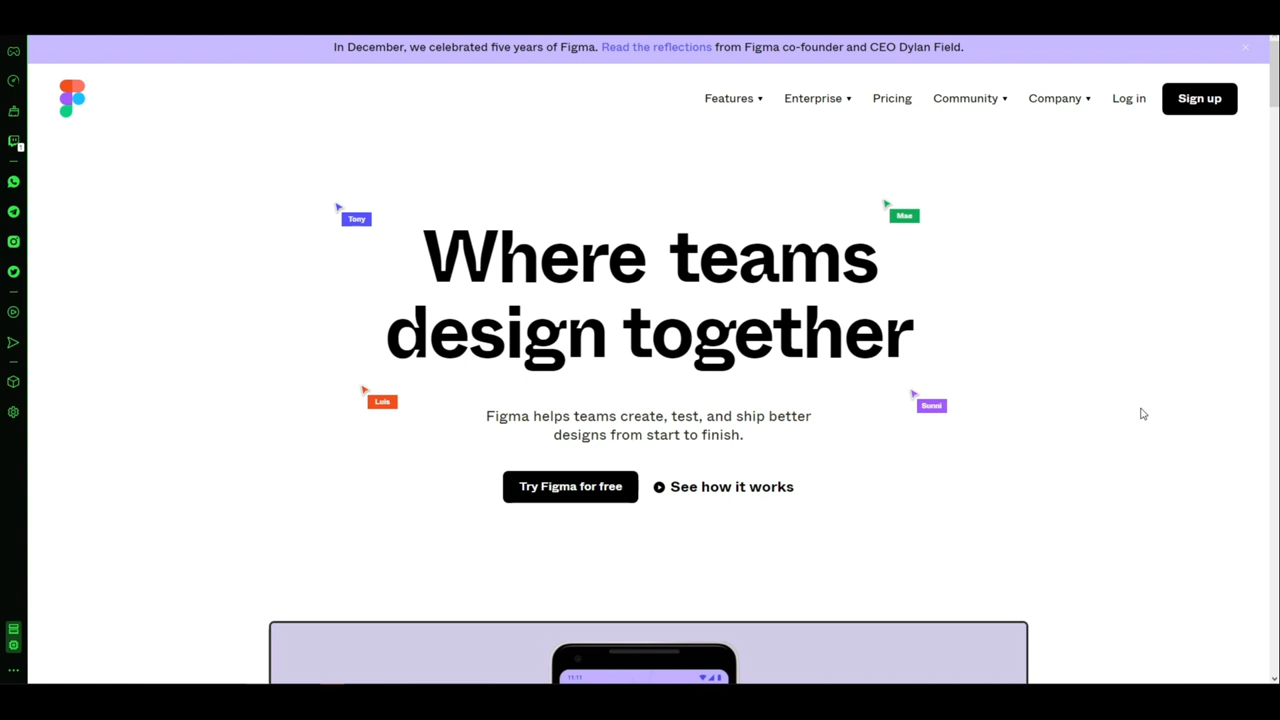 In December, we celebrated five years of Figma. Read the reflections from Figma co-founder and CEO Dylan Field.
Features
Enterprise
Pricing
Community
Company
Log in
Sign up
Tony
Mae
Where teams
design together
Luis
Sunni
Figma helps teams create, test, and ship better
designs from start to finish.
Try Figma for free
See how it works
11:11